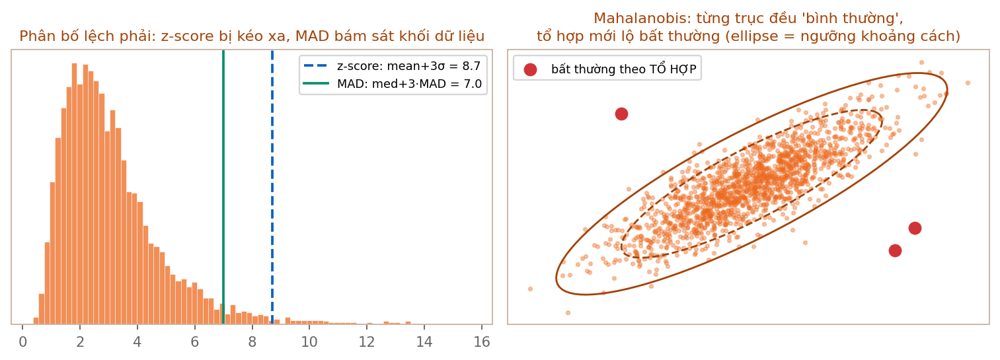 Phân bố lệch phải: z-score bị kéo xa, MAD bám sát khối dữ liệu
z-score: mean+3σ = 8.7
MAD: med+3·MAD = 7.0
0 2 4 6 8 10 12 14 16
Mahalanobis: từng trục đều 'bình thường',
tổ hợp mới lộ bất thường (ellipse = ngưỡng khoảng cách)
bất thường theo TỔ HỢP